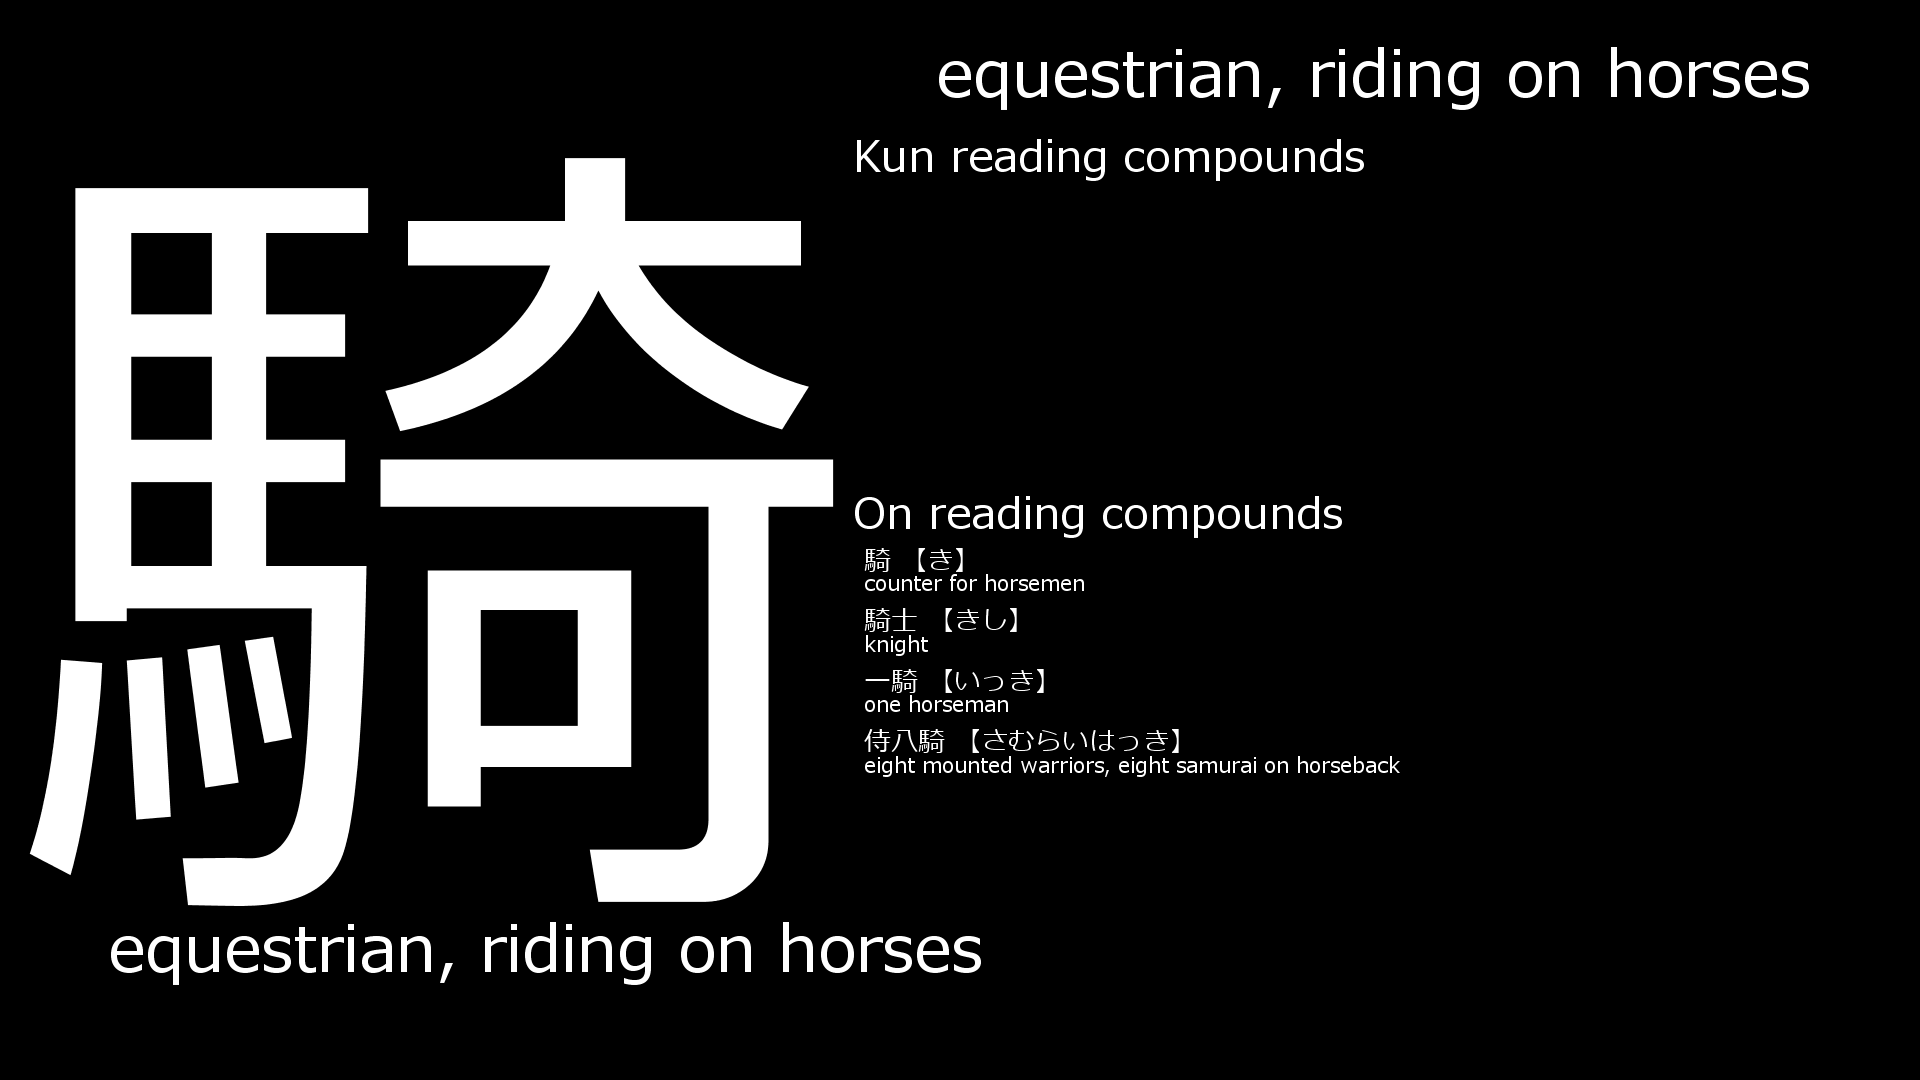 騎
equestrian, riding on horses
equestrian, riding on horses
Kun reading compounds
On reading compounds
騎 【き】
counter for horsemen
騎士 【きし】
knight
一騎 【いっき】
one horseman
侍八騎 【さむらいはっき】
eight mounted warriors, eight samurai on horseback